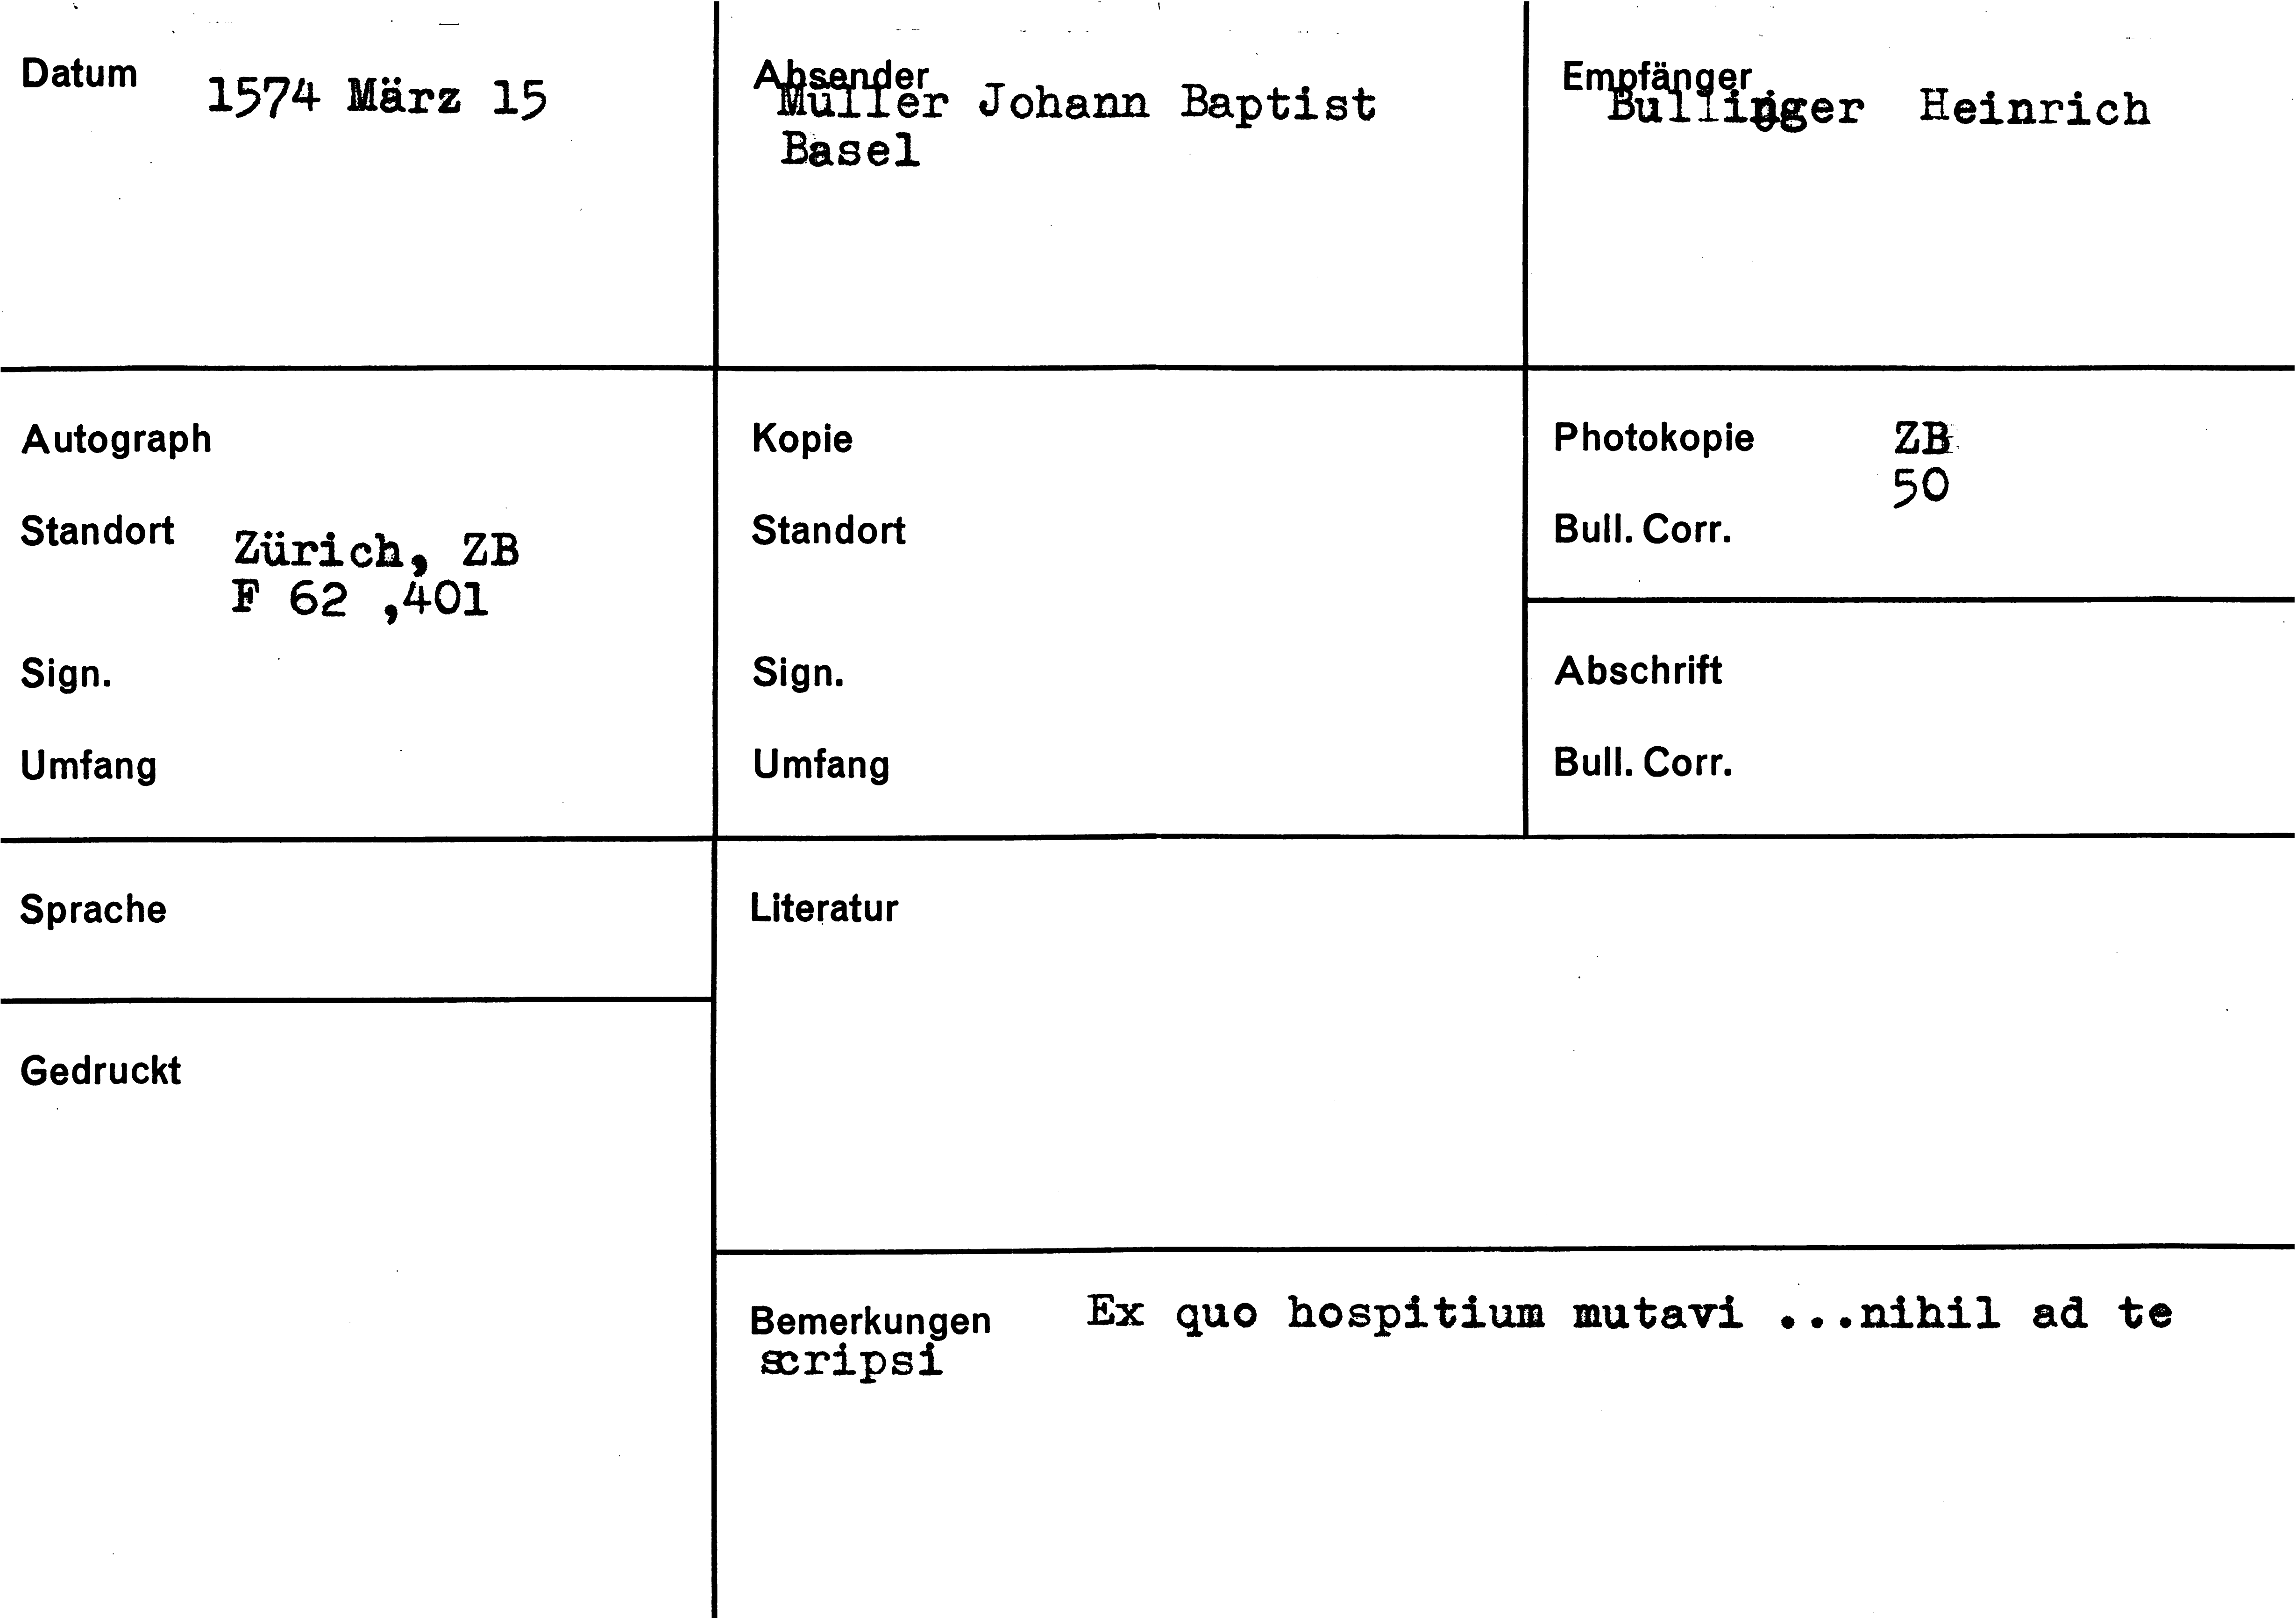 Datum
1574 März 15
Absender
Müller Johann Baptist
Basel
Empfänger
Bullinger Heinrich
Autograph
Standort
Zürich, ZB
F 62 ,401
Sign.
Umfang
Kopie
Standort
Sign.
Umfang
Photokopie ZB
50
Bull. Corr.
Abschrift
Bull. Corr.
Sprache
Gedruckt
Literatur
Bemerkungen Ex quo hospitium mutavi ...nihil ad te
scripsi